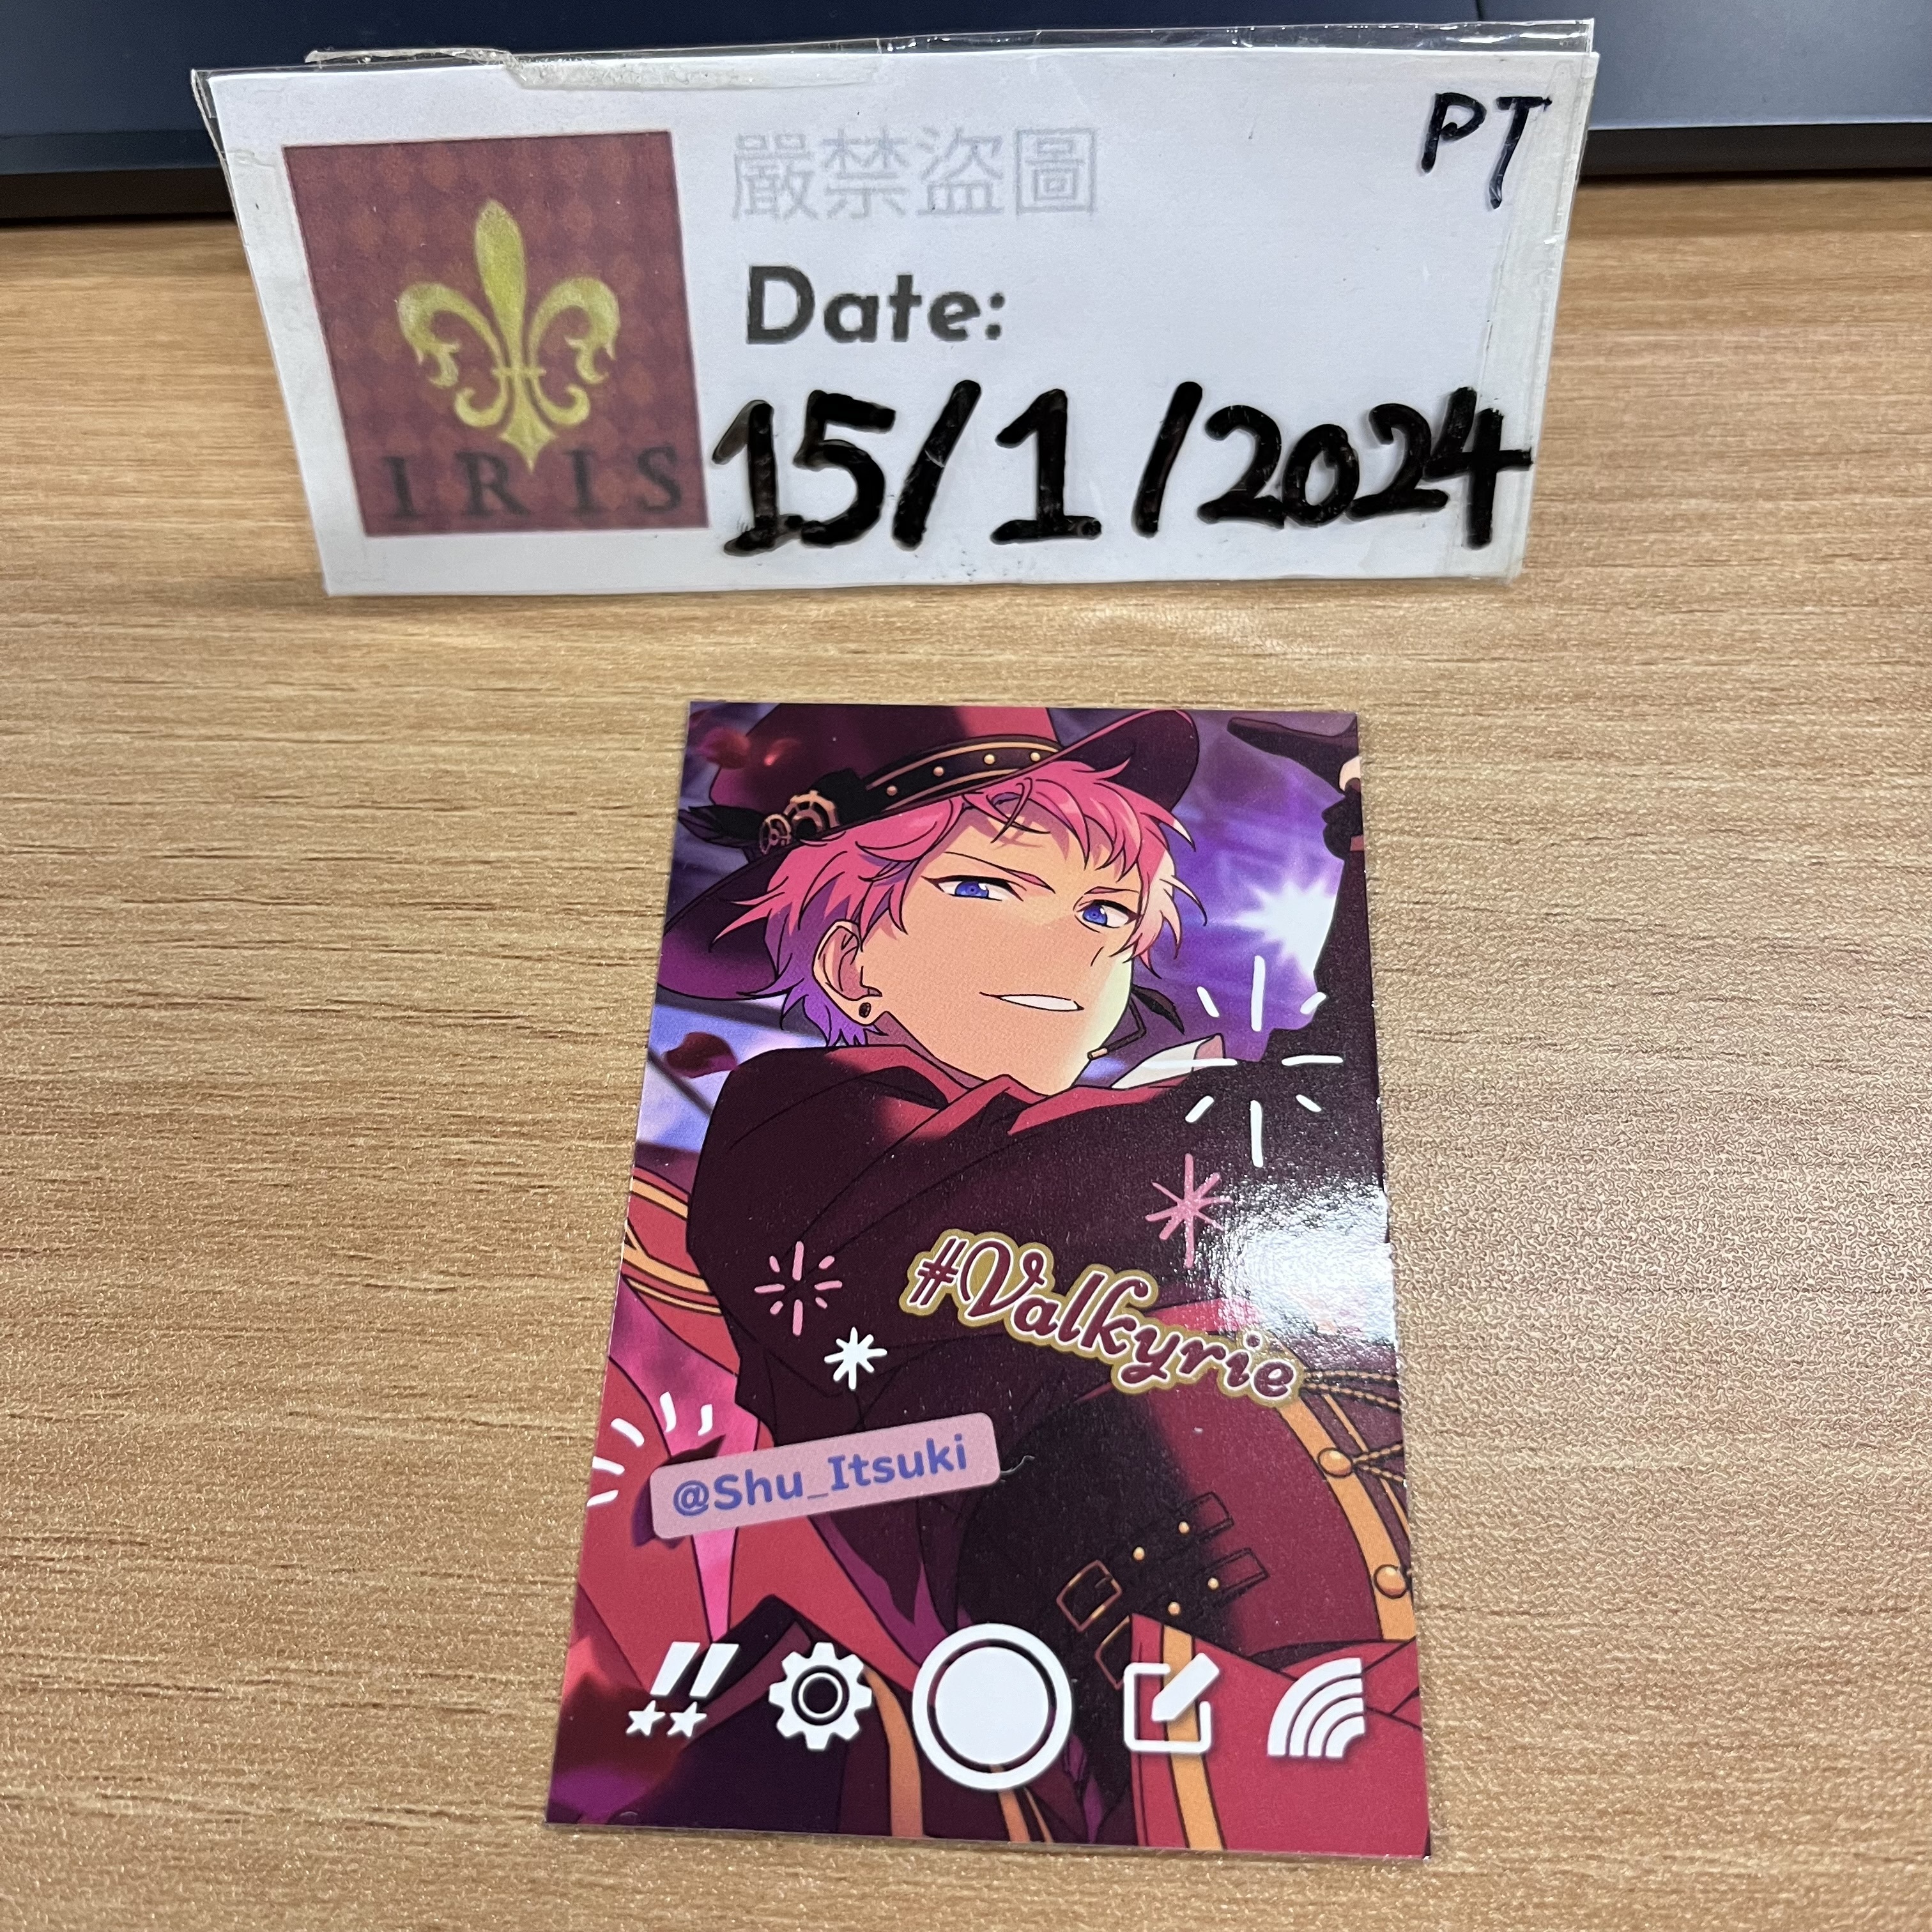 PT
嚴禁盜圖
Date:
15/1/2024
IRIS
#Valkyrie
@Shu_Itsuki